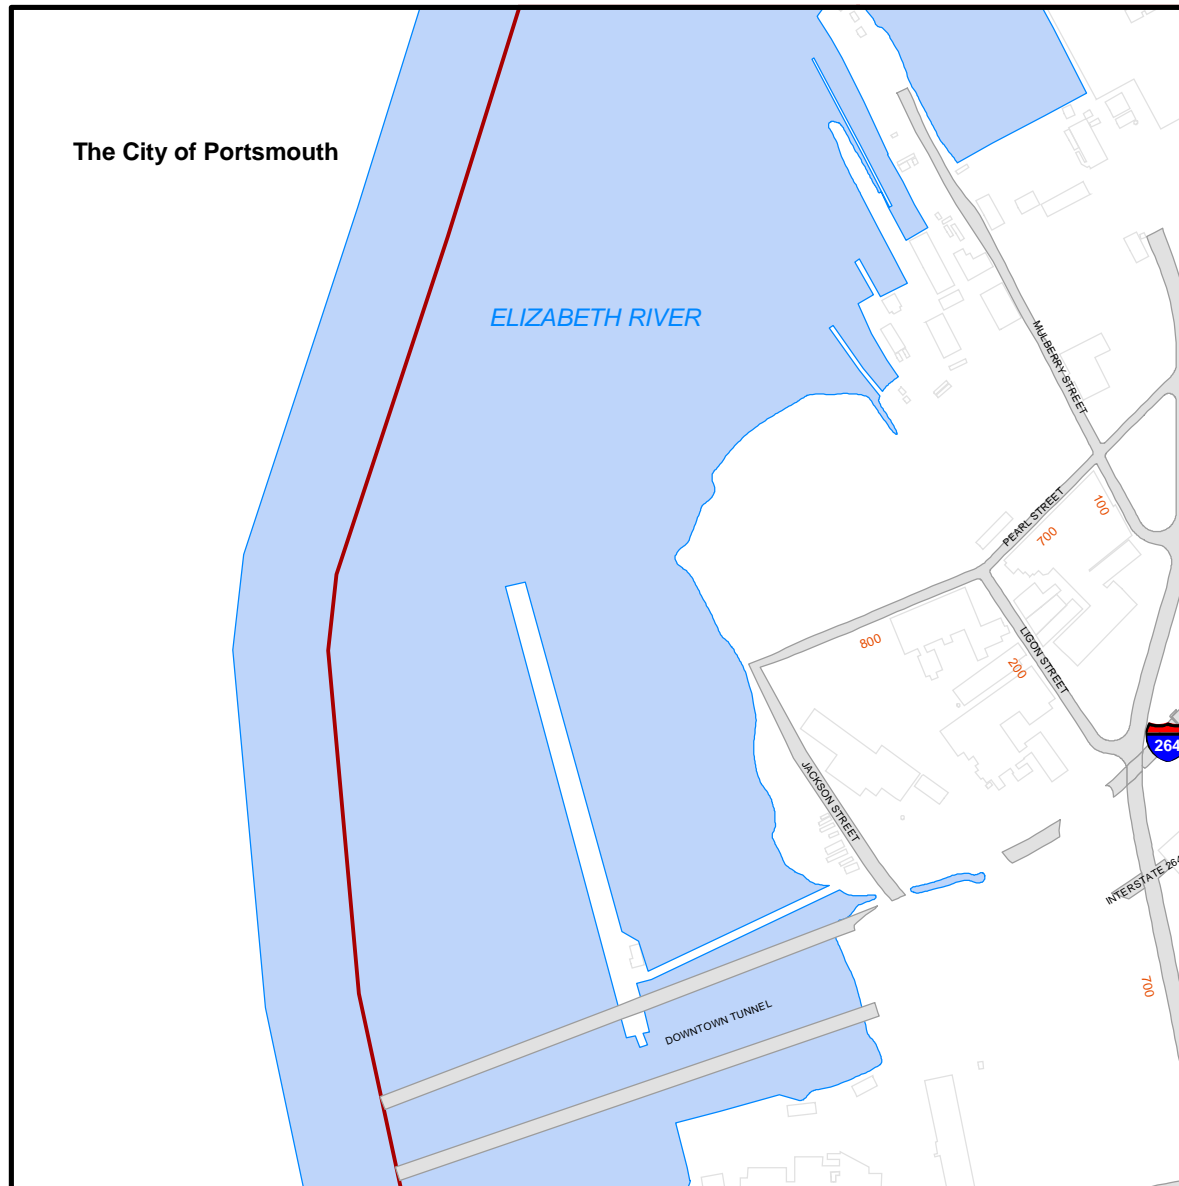 The City of Portsmouth
ELIZABETH RIVER
MULBERRY STREET
PEARL STREET
100
700
800
LIGON STREET
200
264
JACKSON STREET
INTERSTATE 264
700
DOWNTOWN TUNNEL